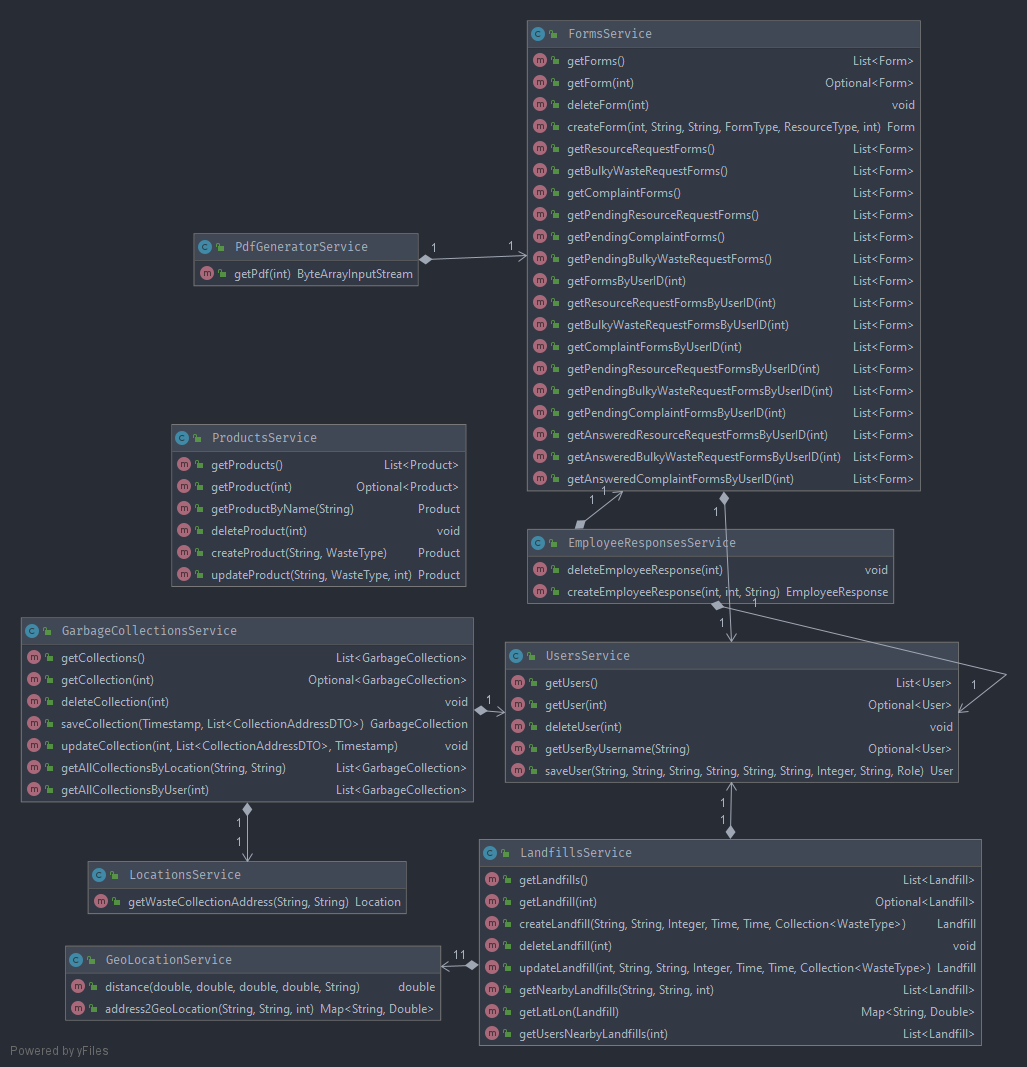 FormsService
getForms() List<Form>
getForm(int) Optional<Form>
deleteForm(int) void
createForm(int, String, String, FormType, ResourceType, int) Form
getResourceRequestForms() List<Form>
getBulkyWasteRequestForms() List<Form>
getComplaintForms() List<Form>
getPendingResourceRequestForms() List<Form>
getPendingComplaintForms() List<Form>
getPendingBulkyWasteRequestForms() List<Form>
getFormsByUserID(int) List<Form>
getResourceRequestFormsByUserID(int) List<Form>
getBulkyWasteRequestFormsByUserID(int) List<Form>
getComplaintFormsByUserID(int) List<Form>
getPendingResourceRequestFormsByUserID(int) List<Form>
getPendingBulkyWasteRequestFormsByUserID(int) List<Form>
getPendingComplaintFormsByUserID(int) List<Form>
getAnsweredResourceRequestFormsByUserID(int) List<Form>
getAnsweredBulkyWasteRequestFormsByUserID(int) List<Form>
getAnsweredComplaintFormsByUserID(int) List<Form>
PdfGeneratorService
getPdf(int) ByteArrayInputStream
1 1
ProductsService
getProducts() List<Product>
getProduct(int) Optional<Product>
getProductByName(String) Product
deleteProduct(int) void
createProduct(String, WasteType) Product
updateProduct(String, WasteType, int) Product
1 1
1
EmployeeResponsesService
deleteEmployeeResponse(int) void
createEmployeeResponse(int, int, String) EmployeeResponse
1
1
1
GarbageCollectionsService
getCollections() List<GarbageCollection>
getCollection(int) Optional<GarbageCollection>
deleteCollection(int) void
saveCollection(Timestamp, List<CollectionAddressDTO>) GarbageCollection
updateCollection(int, List<CollectionAddressDTO>, Timestamp) void
getAllCollectionsByLocation(String, String) List<GarbageCollection>
getAllCollectionsByUser(int) List<GarbageCollection>
1
UsersService
getUsers() List<User>
getUser(int) Optional<User>
deleteUser(int) void
getUserByUsername(String) Optional<User>
saveUser(String, String, String, String, String, String, Integer, String, Role) User
1
1
1
1
LocationsService
getWasteCollectionAddress(String, String) Location
LandfillsService
getLandfills() List<Landfill>
getLandfill(int) Optional<Landfill>
createLandfill(String, String, Integer, Time, Time, Collection<WasteType>) Landfill
deleteLandfill(int) void
updateLandfill(int, String, String, Integer, Time, Time, Collection<WasteType>) Landfill
getNearbyLandfills(String, String, int) List<Landfill>
getLatLon(Landfill) Map<String, Double>
getUsersNearbyLandfills(int) List<Landfill>
11
GeoLocationService
distance(double, double, double, double, String) double
address2GeoLocation(String, String, int) Map<String, Double>
Powered by yFiles